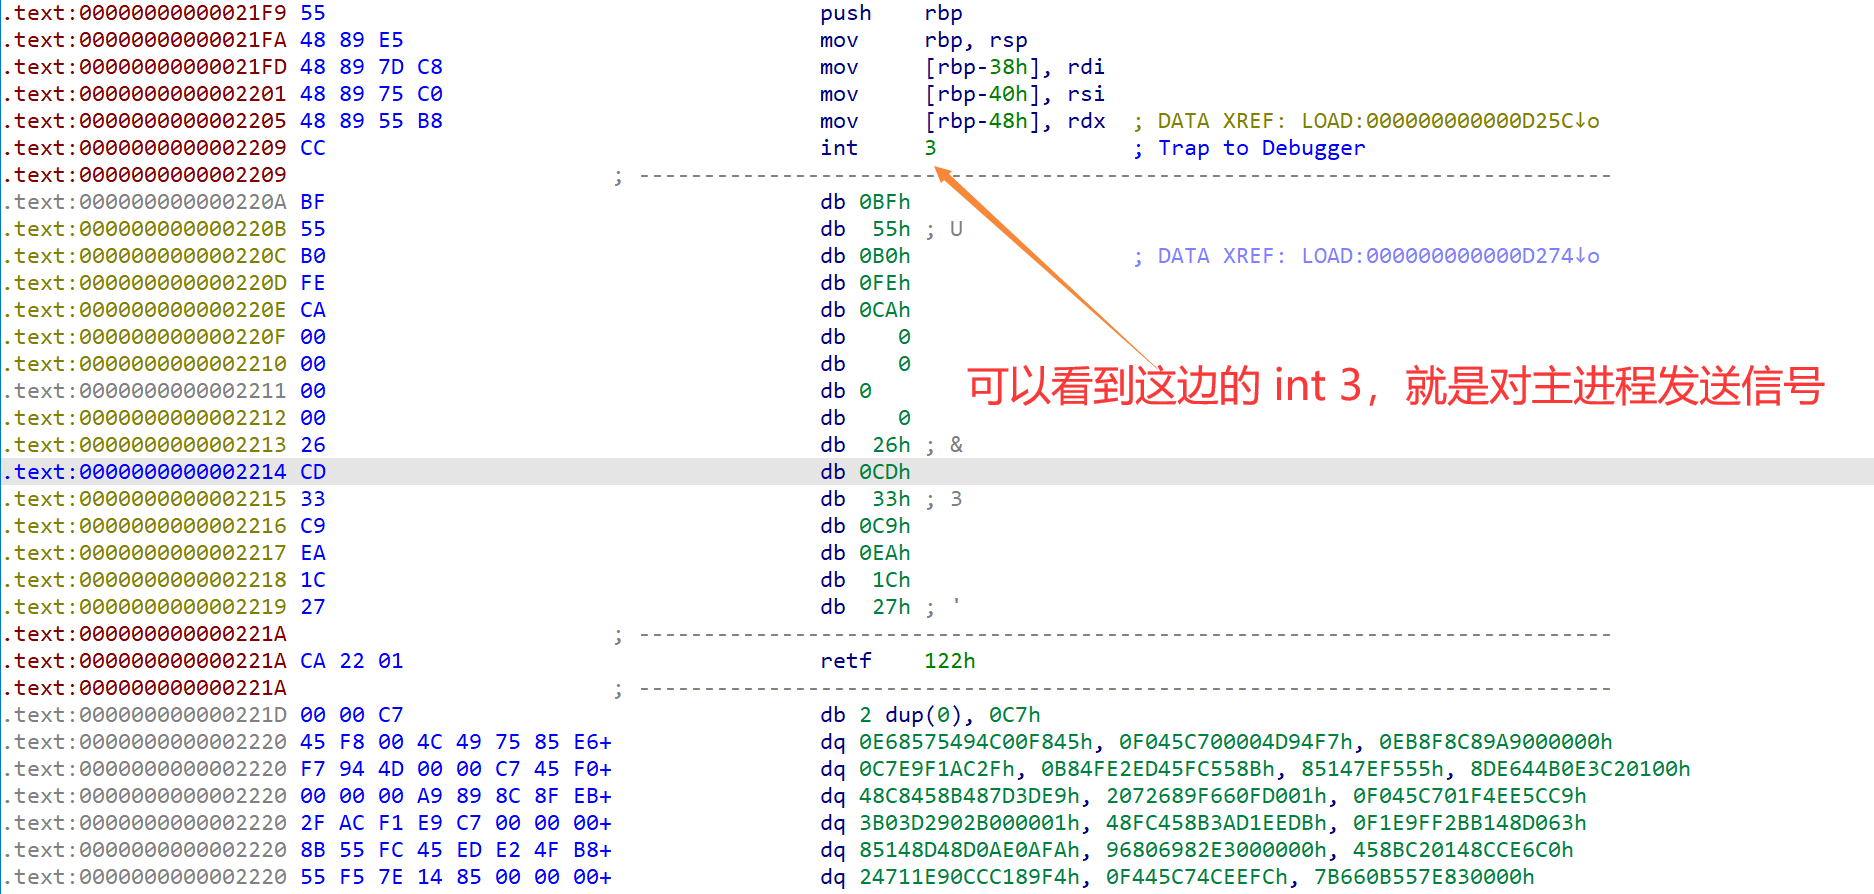 .text:00000000000021F9 55 push rbp
.text:00000000000021FA 48 89 E5 mov rbp, rsp
.text:00000000000021FD 48 89 7D C8 mov [rbp-38h], rdi
.text:0000000000002201 48 89 75 C0 mov [rbp-40h], rsi
.text:0000000000002205 48 89 55 B8 mov [rbp-48h], rdx ; DATA XREF: LOAD:000000000000D25C↓o
.text:0000000000002209 CC int 3 ; Trap to Debugger
.text:0000000000002209 ; ---------------------------------------------------------------------------
.text:000000000000220A BF db 0BFh
.text:000000000000220B 55 db 55h ; U
.text:000000000000220C B0 db 0B0h ; DATA XREF: LOAD:000000000000D274↓o
.text:000000000000220D FE db 0FEh
.text:000000000000220E CA db 0CAh
.text:000000000000220F 00 db 0
.text:0000000000002210 00 db 0
.text:0000000000002211 00 db 0
可以看到这边的 int 3，就是对主进程发送信号
.text:0000000000002212 00 db 0
.text:0000000000002213 26 db 26h ; &
.text:0000000000002214 CD db 0CDh
.text:0000000000002215 33 db 33h ; 3
.text:0000000000002216 C9 db 0C9h
.text:0000000000002217 EA db 0EAh
.text:0000000000002218 1C db 1Ch
.text:0000000000002219 27 db 27h ; '
.text:000000000000221A ; ---------------------------------------------------------------------------
.text:000000000000221A CA 22 01 retf 122h
.text:000000000000221A ; ---------------------------------------------------------------------------
.text:000000000000221D 00 00 C7 db 2 dup(0), 0C7h
.text:0000000000002220 45 F8 00 4C 49 75 85 E6+ dq 0E68575494C00F845h, 0F045C700004D94F7h, 0EB8F8C89A9000000h
.text:0000000000002220 F7 94 4D 00 00 C7 45 F0+ dq 0C7E9F1AC2Fh, 0B84FE2ED45FC558Bh, 85147EF555h, 8DE644B0E3C20100h
.text:0000000000002220 00 00 00 A9 89 8C 8F EB+ dq 48C8458B487D3DE9h, 2072689F660FD001h, 0F045C701F4EE5CC9h
.text:0000000000002220 2F AC F1 E9 C7 00 00 00+ dq 3B03D2902B000001h, 48FC458B3AD1EEDBh, 0F1E9FF2BB148D063h
.text:0000000000002220 8B 55 FC 45 ED E2 4F B8+ dq 85148D48D0AE0AFAh, 96806982E3000000h, 458BC20148CCE6C0h
.text:0000000000002220 55 F5 7E 14 85 00 00 00+ dq 24711E90CCC189F4h, 0F445C74CEEFCh, 7B660B557E830000h